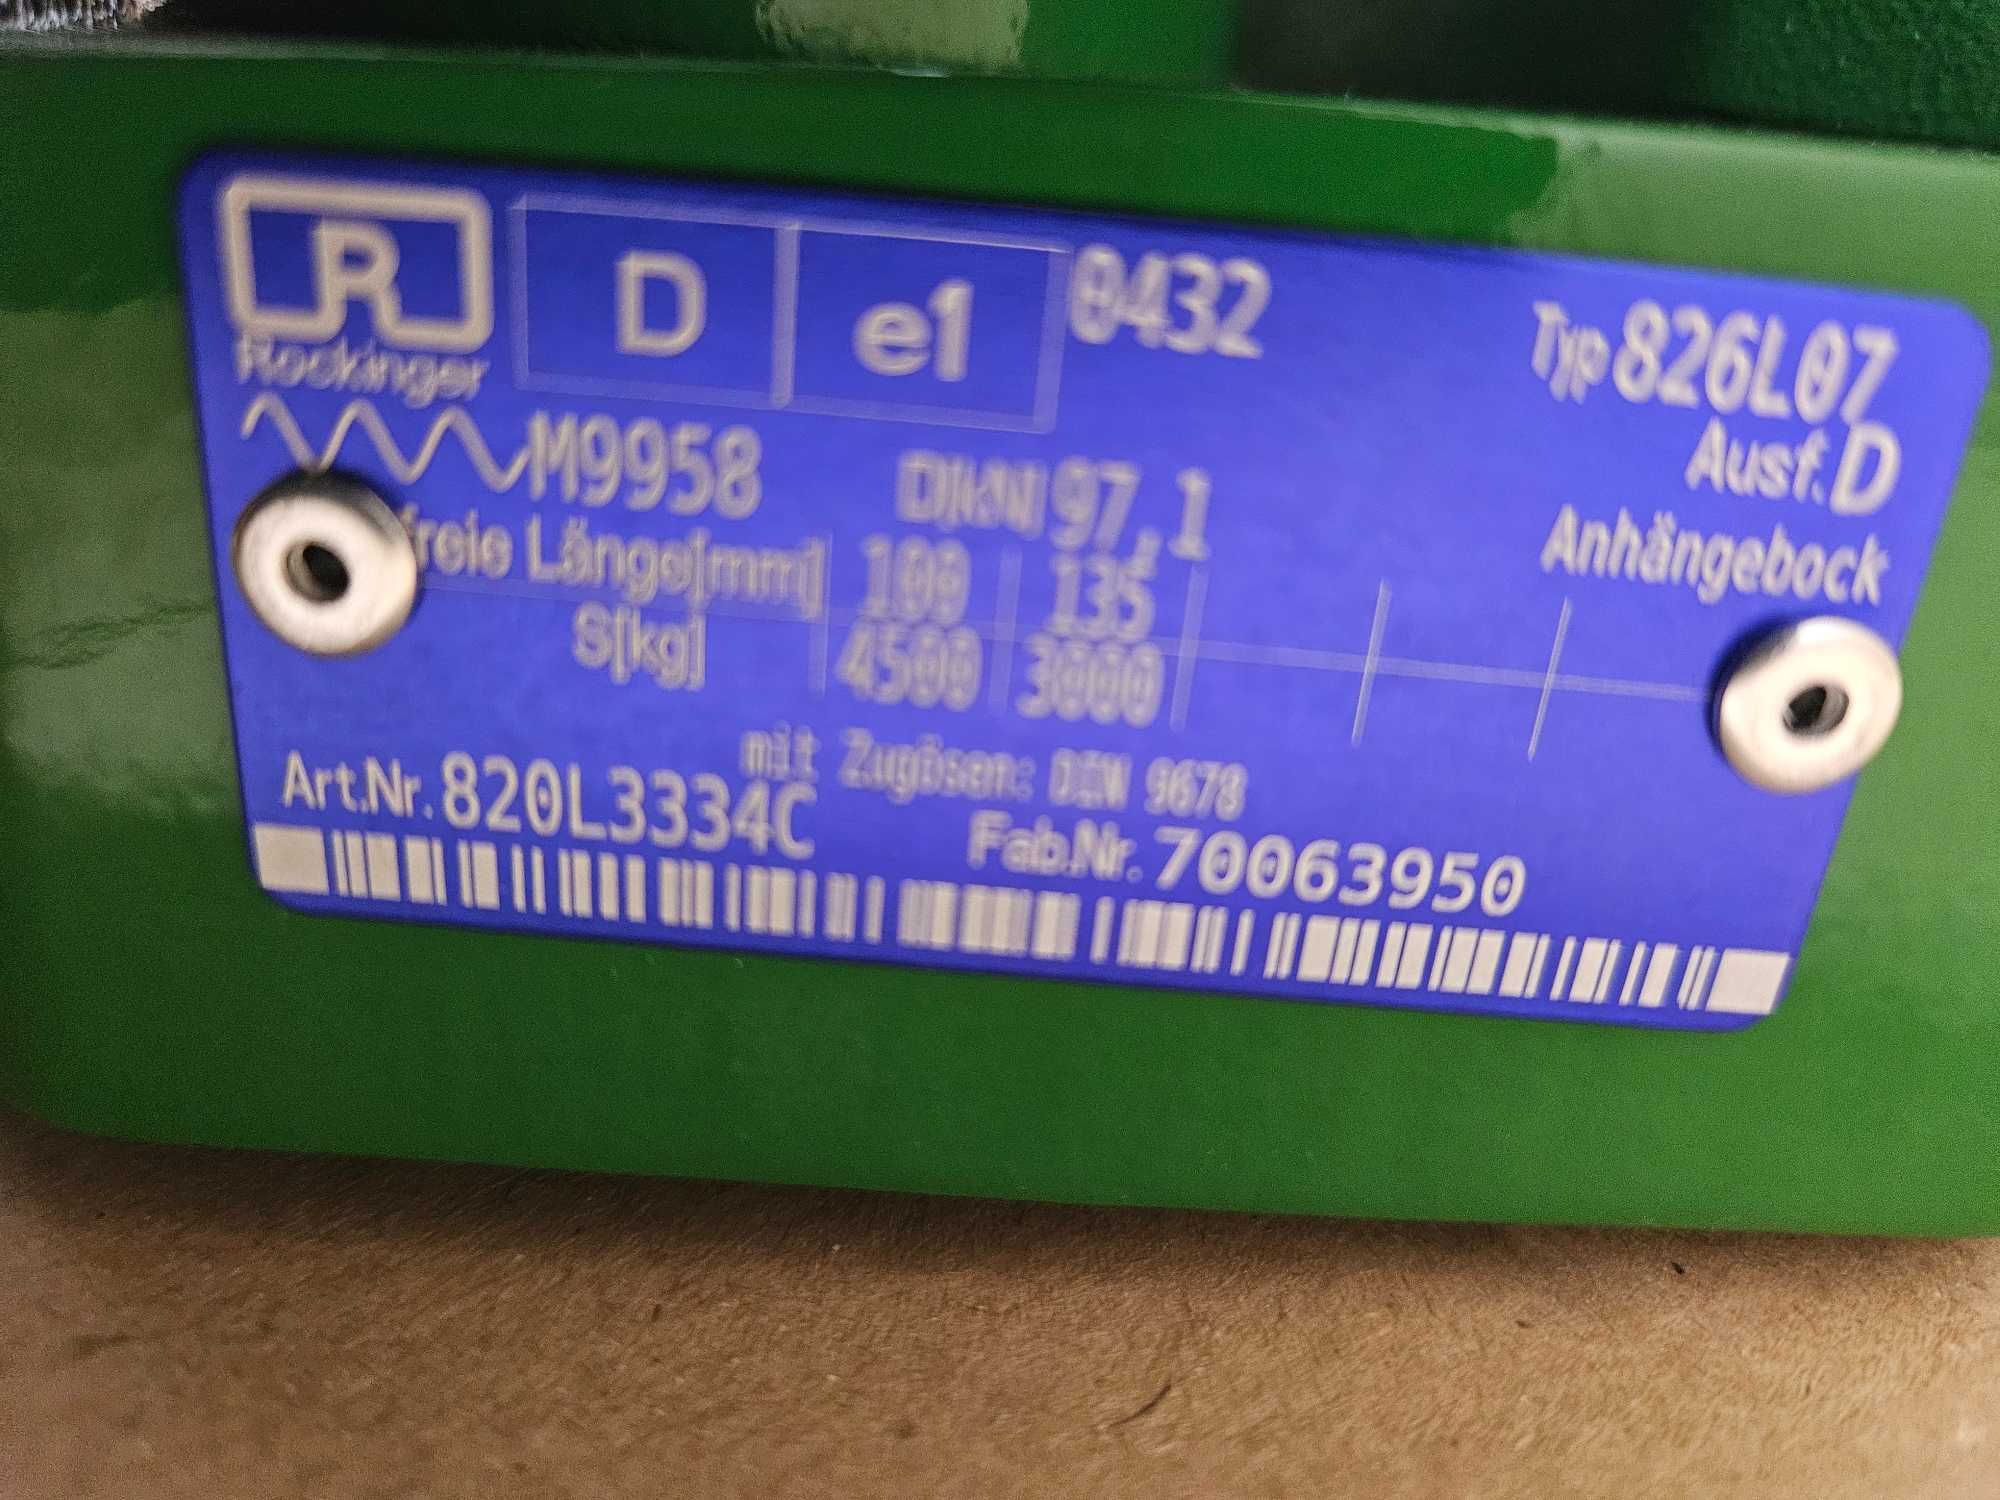 R D e1 0432
Rockinger
Typ 826L07
Ausf. D
M9958 D[kN] 97,1
Anhängebock
freie Länge[mm] 100 135
S[kg] 4500 3000
mit Zugösen: DIN 9678
Art.Nr. 820L3334C
Fab.Nr. 70063950